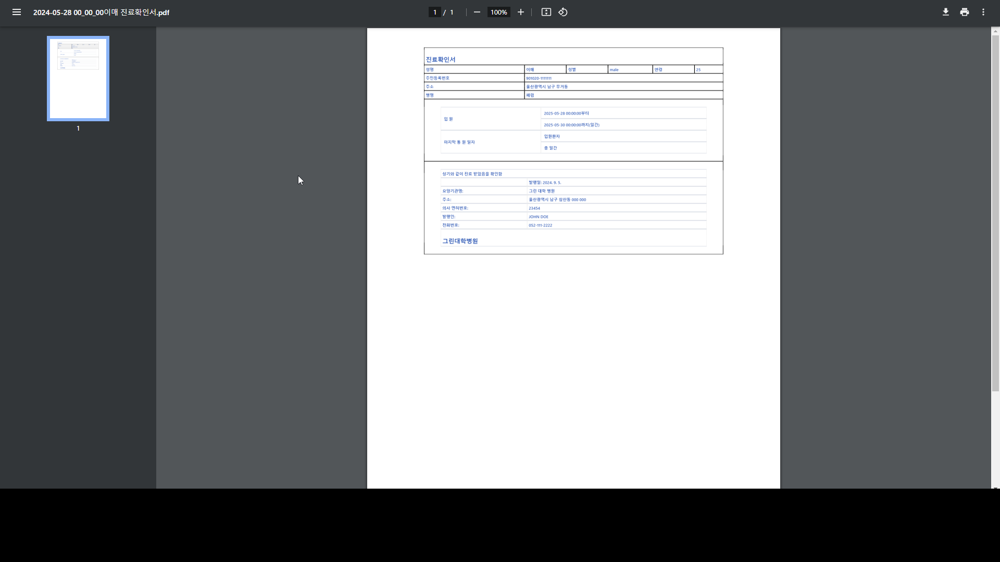 2024-05-28 00_00_00이매 진료확인서.pdf
1 / 1
100%
1
진료확인서
성명 이매 성별 male 연령 25
주민등록번호 901020-1111111
주소 울산광역시 남구 무거동
병명 폐렴
입 원
2025-05-28 00:00:00부터
2025-05-30 00:00:00까지(일간)
마지막 통 원 일자
입원환자
총 일간
상기와 같이 진료 받았음을 확인함
발행일: 2024. 9. 5.
요양기관명: 그린 대학 병원
주소: 울산광역시 남구 삼산동 000 000
의사 면허번호: 23454
발행인: JOHN DOE
전화번호: 052-111-2222
그린대학병원